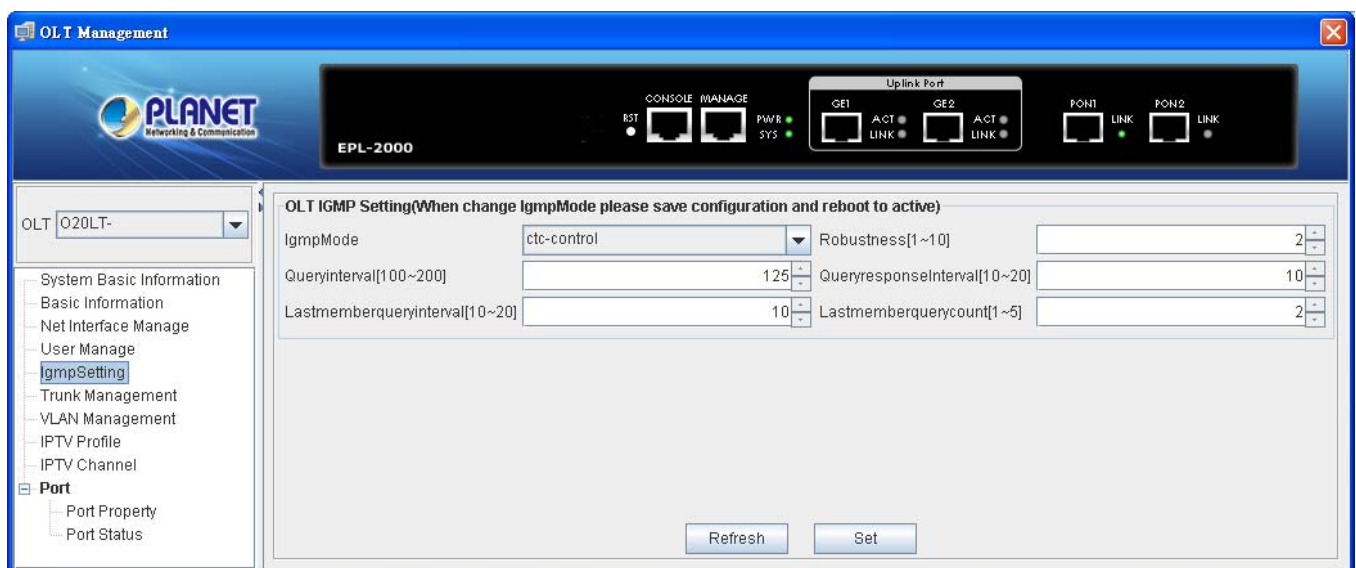 OLT Management
PLANET
Networking & Communication
EPL-2000
RST
CONSOLE
MANAGE
PWR
SYS
Uplink Port
GE1
ACT
LINK
GE2
ACT
LINK
PON1
LINK
PON2
LINK
OLT O20LT-
System Basic Information
Basic Information
Net Interface Manage
User Manage
IgmpSetting
Trunk Management
VLAN Management
IPTV Profile
IPTV Channel
Port
Port Property
Port Status
OLT IGMP Setting(When change IgmpMode please save configuration and reboot to active)
IgmpMode ctc-control Robustness[1~10] 2
Queryinterval[100~200] 125 QueryresponseInterval[10~20] 10
Lastmemberqueryinterval[10~20] 10 Lastmemberquerycount[1~5] 2
Refresh Set